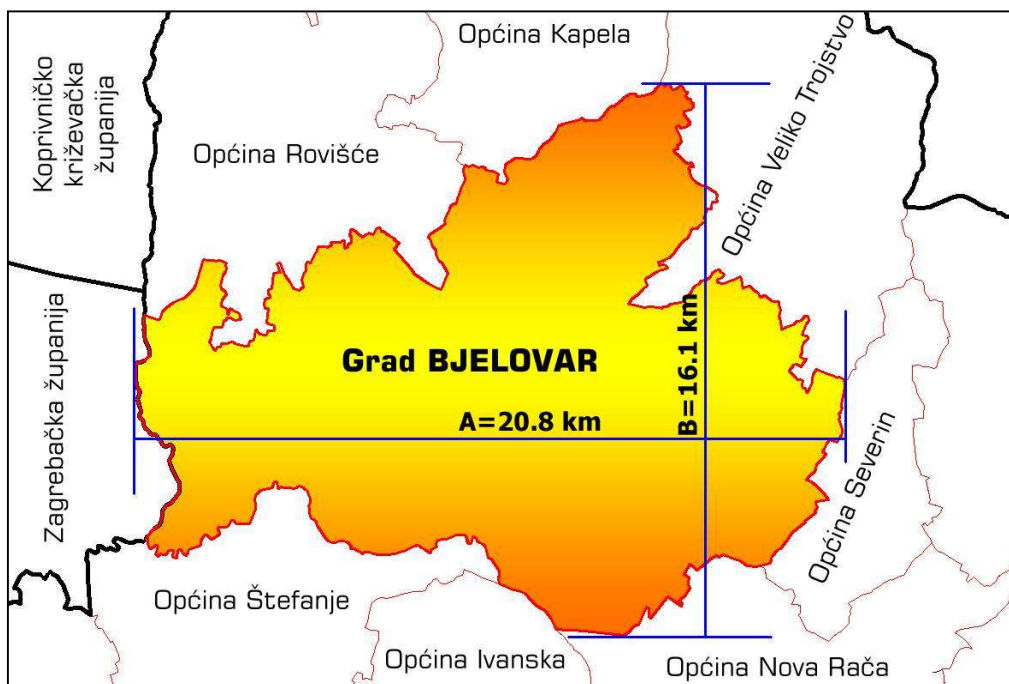 Općina Kapela
Koprivničko
križevačka
županija
Općina Rovišće
Općina Veliko Trojstvo
Zagrebačka županija
Grad BJELOVAR
A=20.8 km
B=16.1 km
Općina Severin
Općina Štefanje
Općina Ivanska
Općina Nova Rača